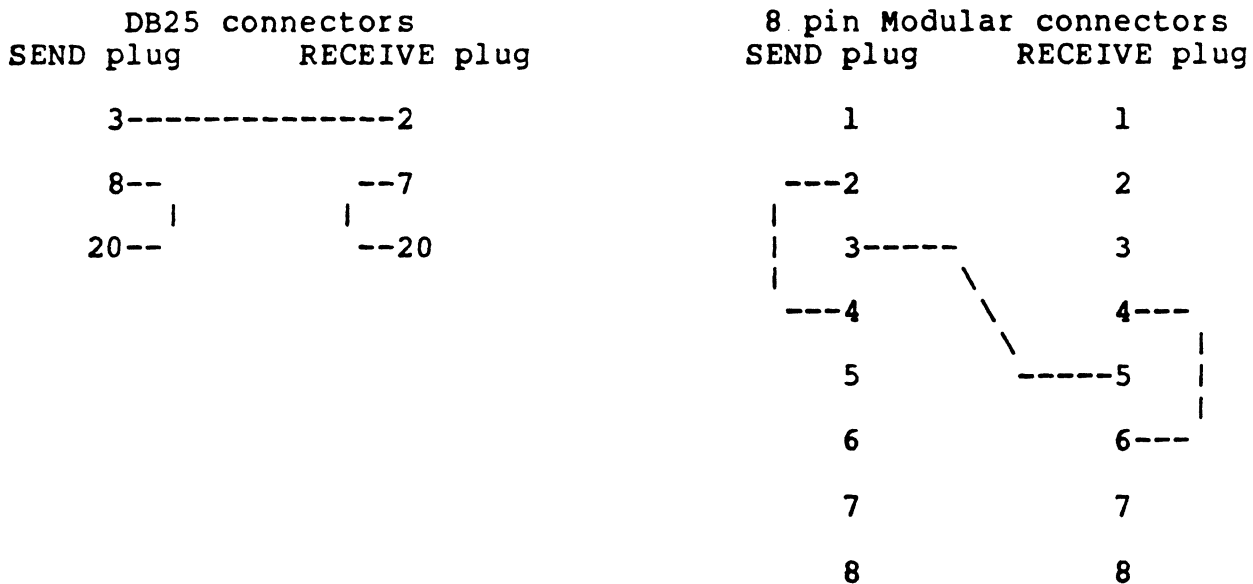 DB25 connectors
SEND plug RECEIVE plug
3--------------2
8-- --7
| |
20-- --20
8 pin Modular connectors
SEND plug RECEIVE plug
1 1
---2 2
|
| 3----- 3
| \
---4 \ 4---
\ |
5 -----5 |
|
6 6---
7 7
8 8